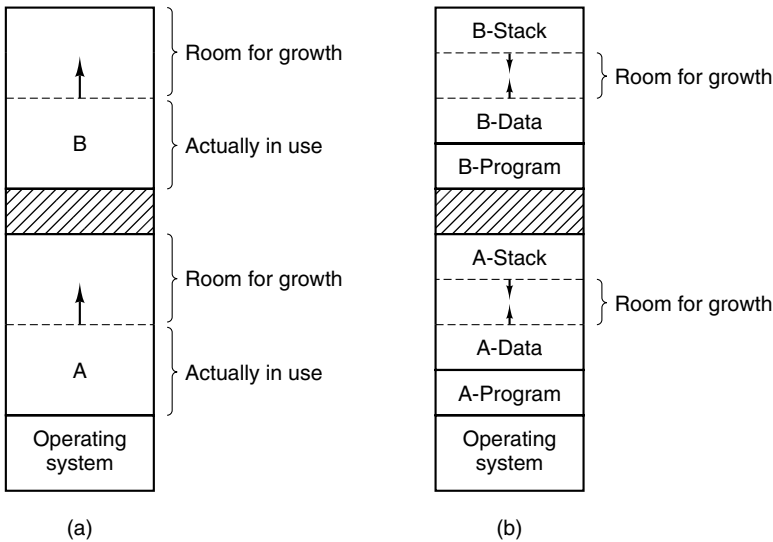 Room for growth
B
Actually in use
Room for growth
A
Actually in use
Operating
system
(a)
B-Stack
Room for growth
B-Data
B-Program
A-Stack
Room for growth
A-Data
A-Program
Operating
system
(b)